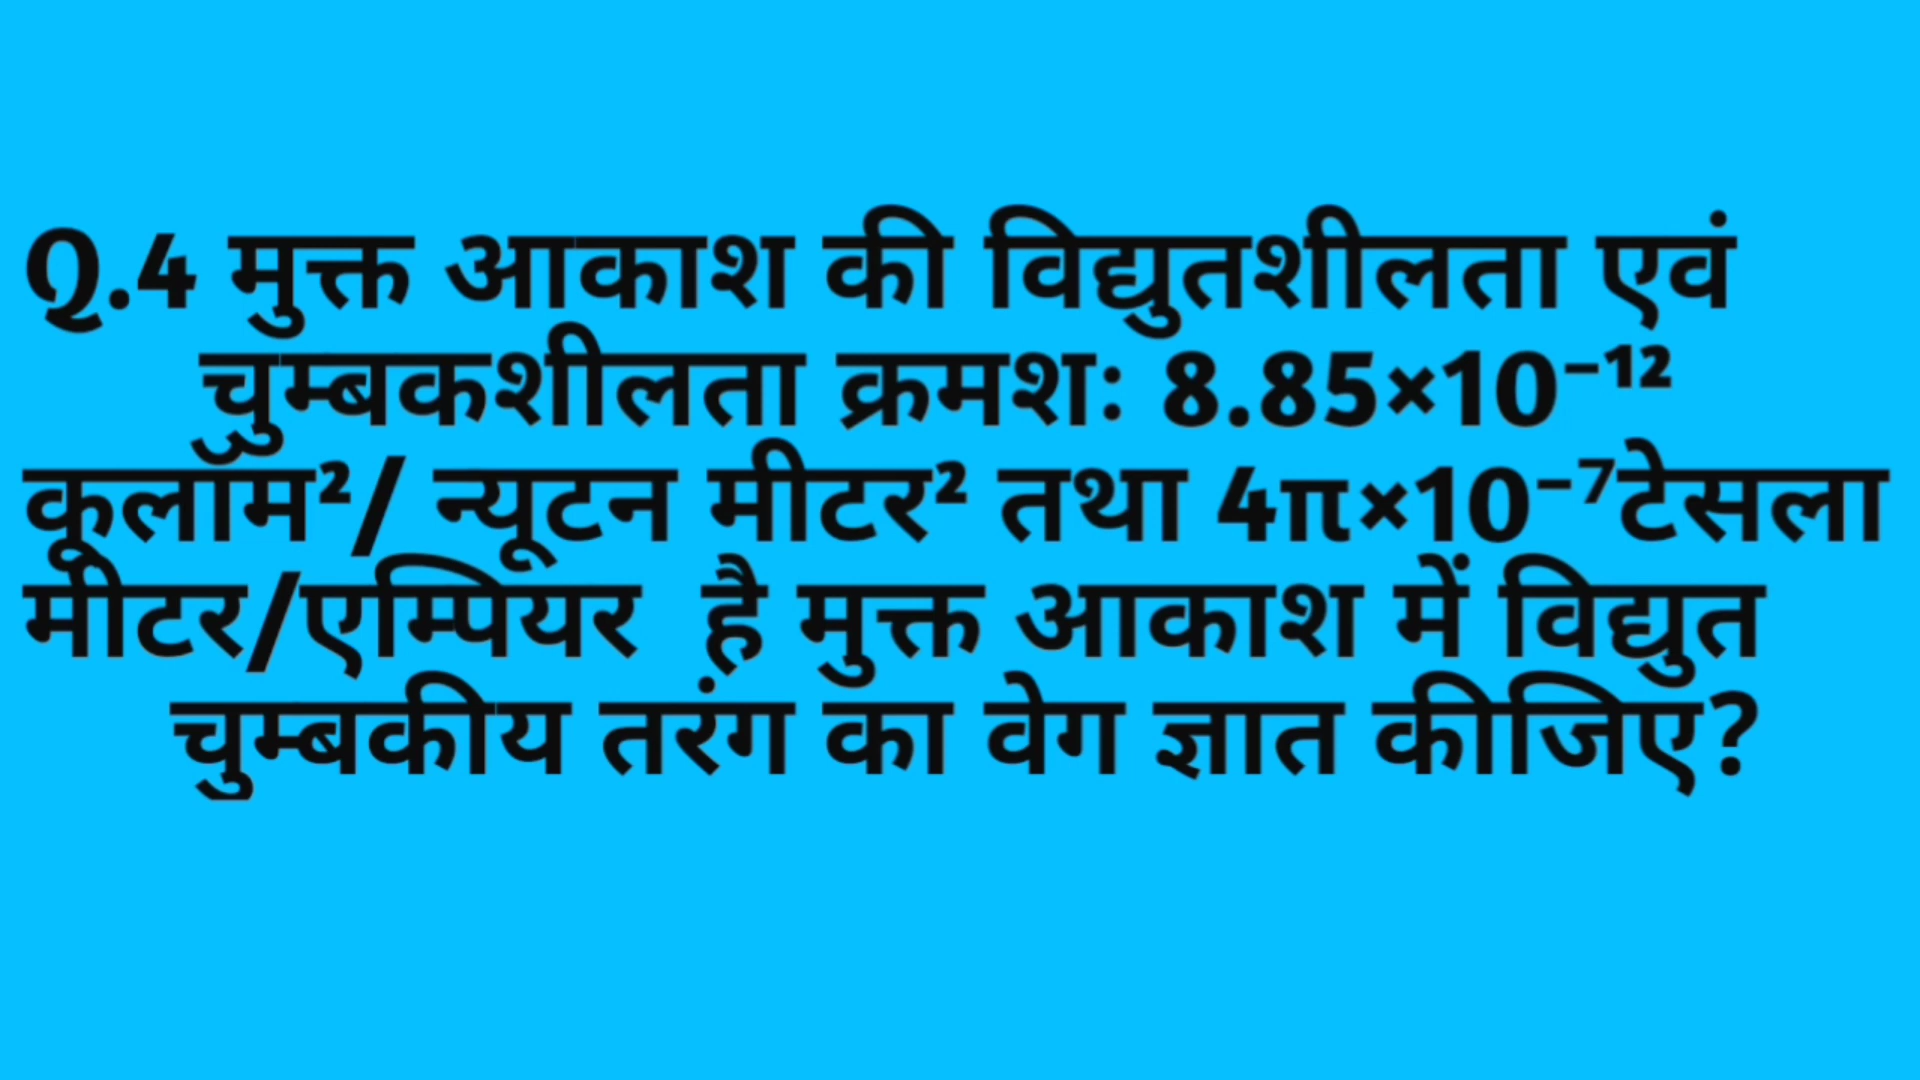 Q.4 मुक्त आकाश की विद्युतशीलता एवं
चुम्बकशीलता क्रमशः 8.85×10⁻¹²
कूलॉम²/ न्यूटन मीटर² तथा 4π×10⁻⁷टेसला
मीटर/एम्पियर है मुक्त आकाश में विद्युत
चुम्बकीय तरंग का वेग ज्ञात कीजिए?